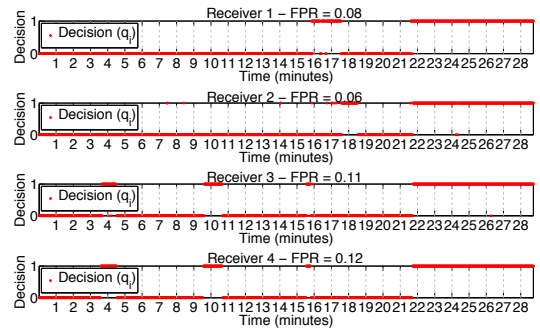 Receiver 1 – FPR = 0.08
Decision
1
0
Decision (qi)
1 2 3 4 5 6 7 8 9 10 11 12 13 14 15 16 17 18 19 20 21 22 23 24 25 26 27 28
Time (minutes)
Receiver 2 – FPR = 0.06
Decision
1
0
Decision (qi)
1 2 3 4 5 6 7 8 9 10 11 12 13 14 15 16 17 18 19 20 21 22 23 24 25 26 27 28
Time (minutes)
Receiver 3 – FPR = 0.11
Decision
1
0
Decision (qi)
1 2 3 4 5 6 7 8 9 10 11 12 13 14 15 16 17 18 19 20 21 22 23 24 25 26 27 28
Time (minutes)
Receiver 4 – FPR = 0.12
Decision
1
0
Decision (qi)
1 2 3 4 5 6 7 8 9 10 11 12 13 14 15 16 17 18 19 20 21 22 23 24 25 26 27 28
Time (minutes)